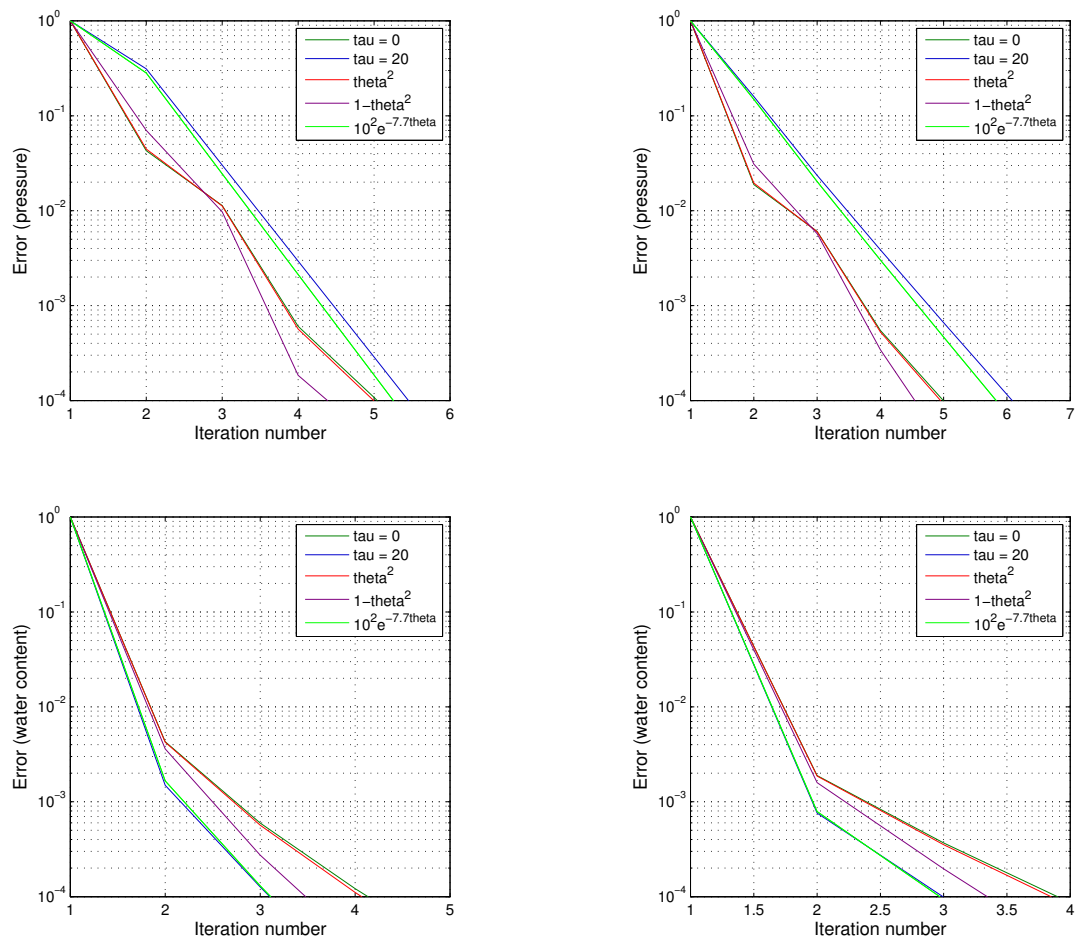 10^0
10^-1
10^-2
10^-3
10^-4
Error (pressure)
1 2 3 4 5 6
Iteration number
tau = 0
tau = 20
theta^2
1−theta^2
10^2e^−7.7theta
10^0
10^-1
10^-2
10^-3
10^-4
Error (pressure)
1 2 3 4 5 6 7
Iteration number
tau = 0
tau = 20
theta^2
1−theta^2
10^2e^−7.7theta
10^0
10^-1
10^-2
10^-3
10^-4
Error (water content)
1 2 3 4 5
Iteration number
tau = 0
tau = 20
theta^2
1−theta^2
10^2e^−7.7theta
10^0
10^-1
10^-2
10^-3
10^-4
Error (water content)
1 1.5 2 2.5 3 3.5 4
Iteration number
tau = 0
tau = 20
theta^2
1−theta^2
10^2e^−7.7theta